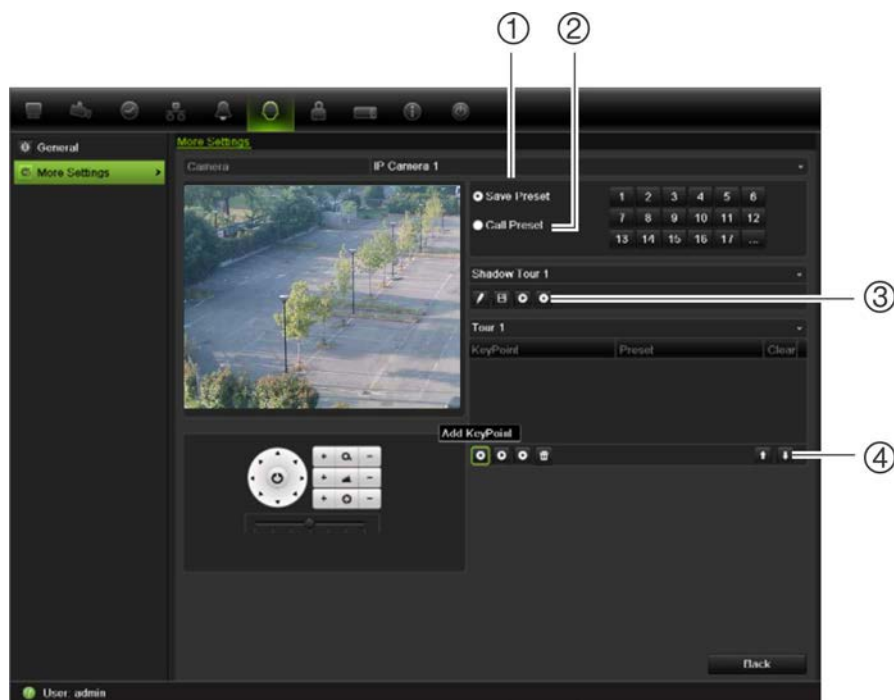 ① ②
General
More Settings
More Settings
Camera IP Camera 1
Save Preset
Call Preset
1 2 3 4 5 6
7 8 9 10 11 12
13 14 15 16 17 ...
Shadow Tour 1
③
Tour 1
KeyPoint Preset Clear
Add KeyPoint
④
Back
User: admin